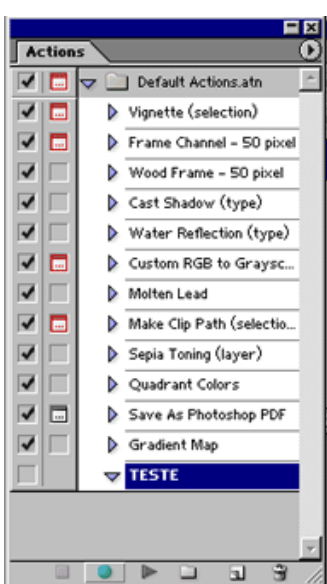 Actions
Default Actions.atn
Vignette (selection)
Frame Channel - 50 pixel
Wood Frame - 50 pixel
Cast Shadow (type)
Water Reflection (type)
Custom RGB to Graysc...
Molten Lead
Make Clip Path (selectio...
Sepia Toning (layer)
Quadrant Colors
Save As Photoshop PDF
Gradient Map
TESTE